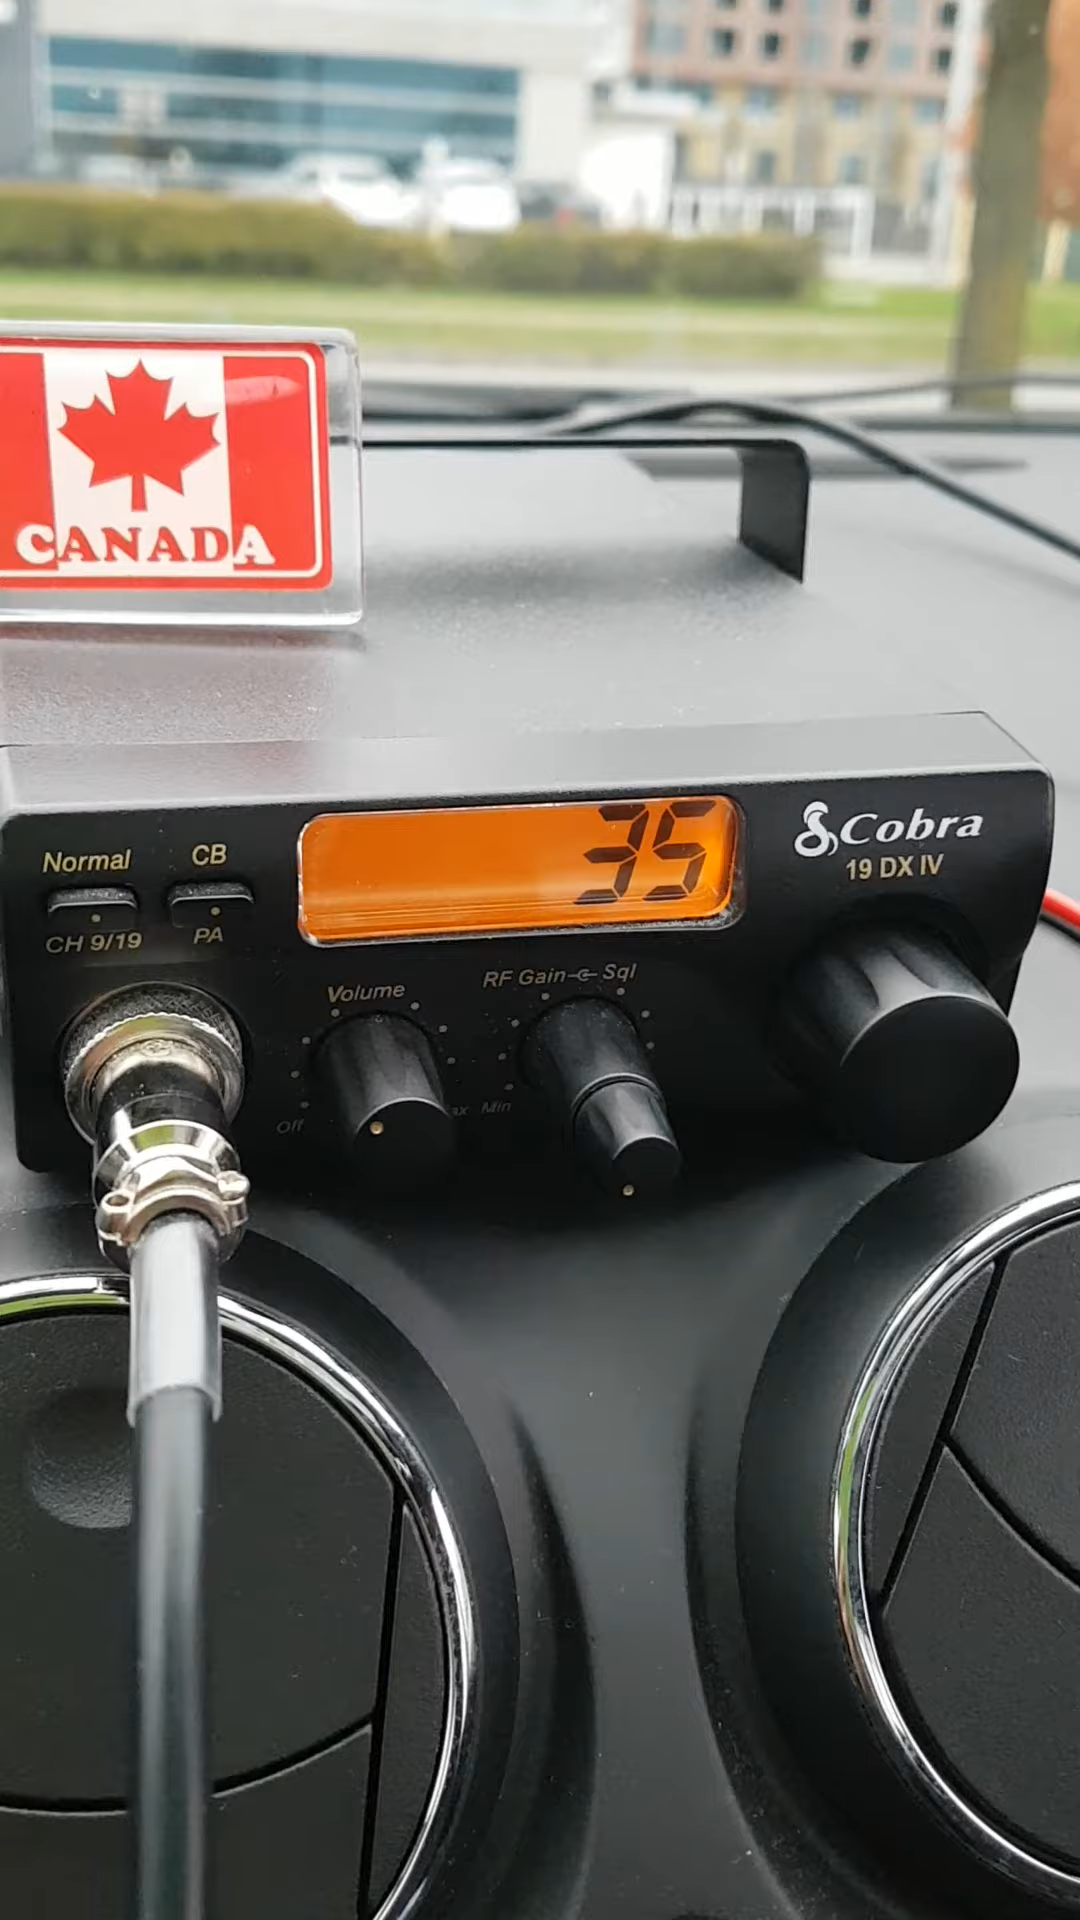 CANADA
Normal
CB
35
Cobra
19 DX IV
CH 9/19
PA
Volume
RF Gain
Sql
Off
Min